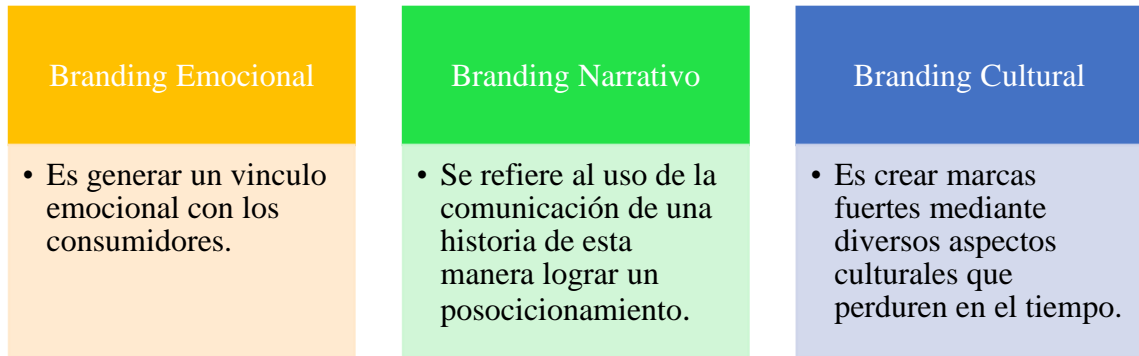 Branding Emocional
• Es generar un vinculo
emocional con los
consumidores.
Branding Narrativo
• Se refiere al uso de la
comunicación de una
historia de esta
manera lograr un
posocicionamiento.
Branding Cultural
• Es crear marcas
fuertes mediante
diversos aspectos
culturales que
perduren en el tiempo.